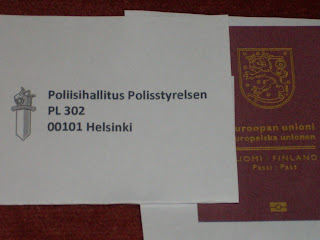 Poliisihallitus Polisstyrelsen
PL 302
00101 Helsinki
uroopan unioni
uropeiska unionen
UOMI · FINLAND
Passi · Pass